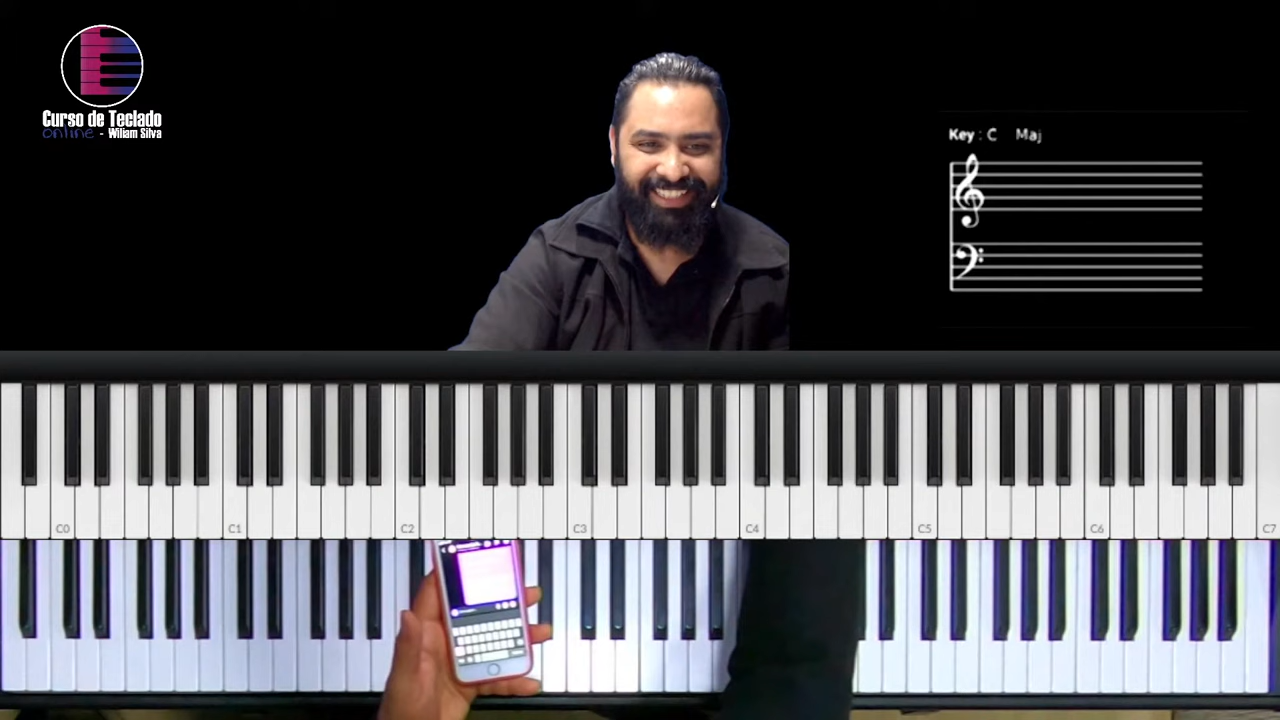 Curso de Teclado
online - Wiliam Silva
Key : C Maj
C0 C1 C2 C3 C4 C5 C6 C7